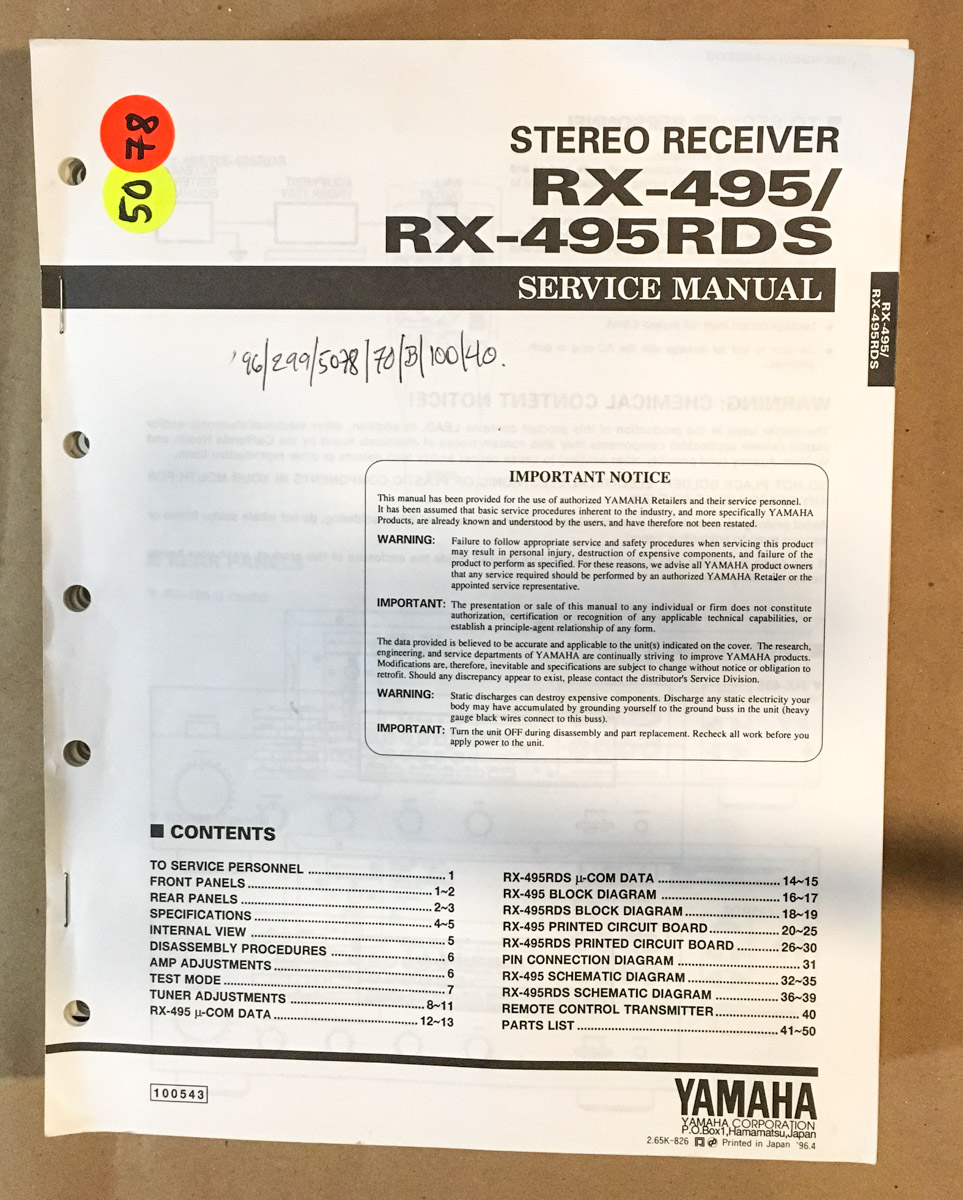 78
50
STEREO RECEIVER
RX-495/
RX-495RDS
SERVICE MANUAL
RX-495/
RX-495RDS
'96/299/5078/70/B/100/40.
WARNING: CHEMICAL CONTENT NOTICE!
IMPORTANT NOTICE
This manual has been provided for the use of authorized YAMAHA Retailers and their service personnel.
It has been assumed that basic service procedures inherent to the industry, and more specifically YAMAHA
Products, are already known and understood by the users, and have therefore not been restated.
WARNING: Failure to follow appropriate service and safety procedures when servicing this product
may result in personal injury, destruction of expensive components, and failure of the
product to perform as specified. For these reasons, we advise all YAMAHA product owners
that any service required should be performed by an authorized YAMAHA Retailer or the
appointed service representative.
IMPORTANT: The presentation or sale of this manual to any individual or firm does not constitute
authorization, certification or recognition of any applicable technical capabilities, or
establish a principle-agent relationship of any form.
The data provided is believed to be accurate and applicable to the unit(s) indicated on the cover. The research,
engineering, and service departments of YAMAHA are continually striving to improve YAMAHA products.
Modifications are, therefore, inevitable and specifications are subject to change without notice or obligation to
retrofit. Should any discrepancy appear to exist, please contact the distributor's Service Division.
WARNING: Static discharges can destroy expensive components. Discharge any static electricity your
body may have accumulated by grounding yourself to the ground buss in the unit (heavy
gauge black wires connect to this buss).
IMPORTANT: Turn the unit OFF during disassembly and part replacement. Recheck all work before you
apply power to the unit.
■ CONTENTS
TO SERVICE PERSONNEL ........ 1
FRONT PANELS ........ 1~2
REAR PANELS ........ 2~3
SPECIFICATIONS ........ 4~5
INTERNAL VIEW ........ 5
DISASSEMBLY PROCEDURES ........ 6
AMP ADJUSTMENTS ........ 6
TEST MODE ........ 7
TUNER ADJUSTMENTS ........ 8~11
RX-495 µ-COM DATA ........ 12~13
RX-495RDS µ-COM DATA ........ 14~15
RX-495 BLOCK DIAGRAM ........ 16~17
RX-495RDS BLOCK DIAGRAM ........ 18~19
RX-495 PRINTED CIRCUIT BOARD ........ 20~25
RX-495RDS PRINTED CIRCUIT BOARD ........ 26~30
PIN CONNECTION DIAGRAM ........ 31
RX-495 SCHEMATIC DIAGRAM ........ 32~35
RX-495RDS SCHEMATIC DIAGRAM ........ 36~39
REMOTE CONTROL TRANSMITTER ........ 40
PARTS LIST ........ 41~50
100543
YAMAHA
YAMAHA CORPORATION
P.O.Box1,Hamamatsu,Japan
2.65K-826 Printed in Japan '96.4